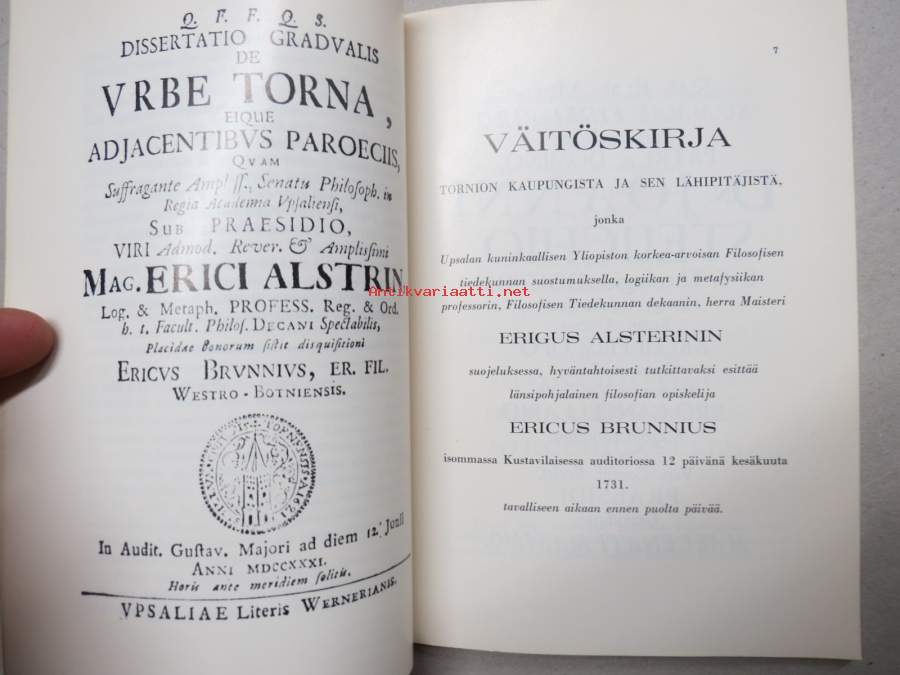 Q. F. F. Q. S.
DISSERTATIO GRADVALIS
DE
VRBE TORNA,
EIQUE
ADJACENTIBVS PAROECIIS,
QVAM
Suffragante Ampliss. Senatu Philosoph. in
Regia Academia Vpsaliensi,
SUB PRAESIDIO,
VIRI Admod. Rever. & Amplissimi
MAG. ERICI ALSTRIN
Log. & Metaph. PROFESS. Reg. & Ord.
h. t. Facult. Philos. DECANI Spectabilis,
Placidae bonorum sistit disquisitioni
ERICVS BRVNNIVS, ER. FIL.
WESTRO-BOTNIENSIS.
In Audit. Gustav. Majori ad diem 12. Junii
ANNI MDCCXXXI.
Horis ante meridiem solitis.
VPSALIAE Literis WERNERIANIS.
7
VÄITÖSKIRJA
TORNION KAUPUNGISTA JA SEN LÄHIPITÄJISTÄ,
jonka
Upsalan kuninkaallisen Yliopiston korkea-arvoisan Filosofisen
tiedekunnan suostumuksella, logiikan ja metafysiikan
professorin, Filosofisen Tiedekunnan dekaanin, herra Maisteri
ERIGUS ALSTERININ
suojeluksessa, hyväntahtoisesti tutkittavaksi esittää
länsipohjalainen filosofian opiskelija
ERICUS BRUNNIUS
isommassa Kustavilaisessa auditoriossa 12 päivänä kesäkuuta
1731.
tavalliseen aikaan ennen puolta päivää.
Antikvariaatti.net